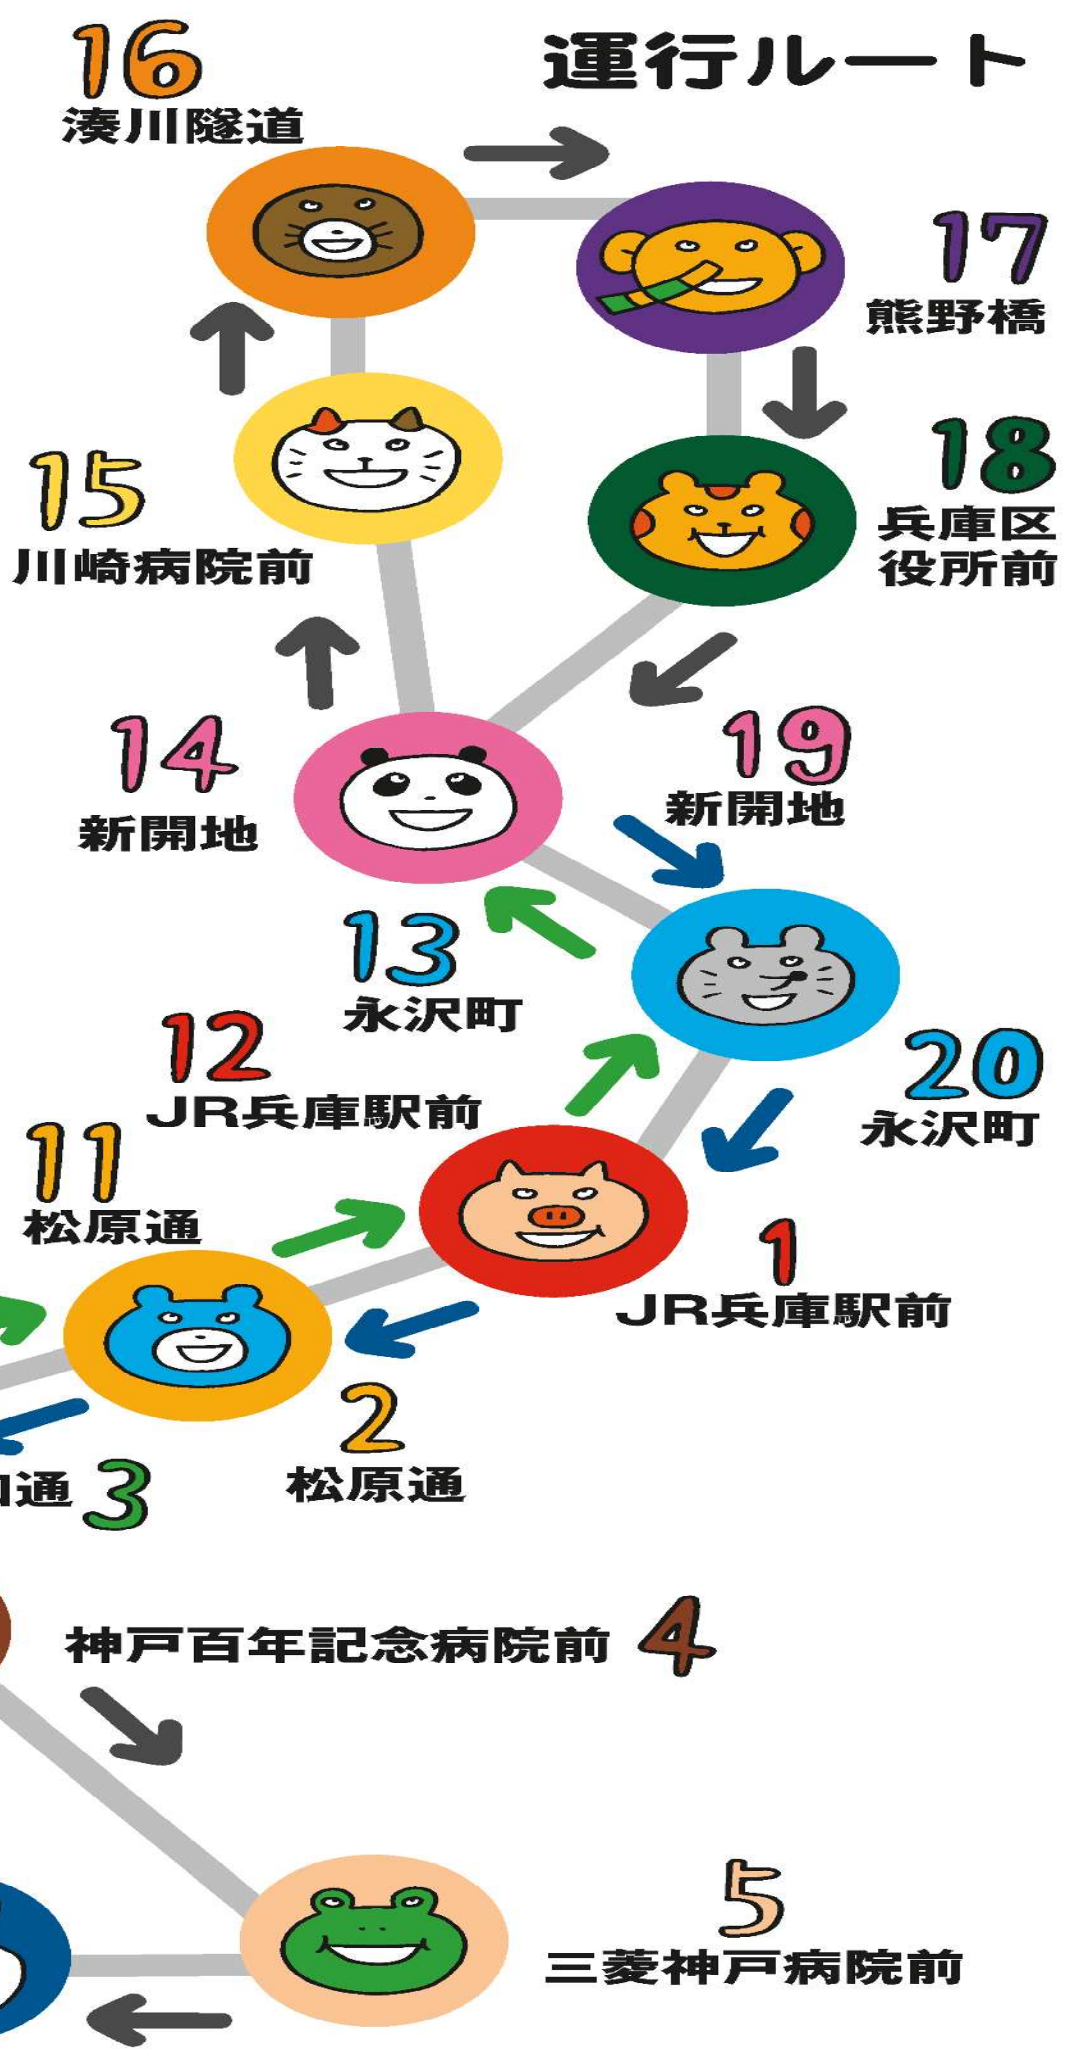 運行ルート
16
湊川隧道
17
熊野橋
18
兵庫区
役所前
15
川崎病院前
14
新開地
19
新開地
13
永沢町
12
JR兵庫駅前
20
永沢町
11
松原通
1
JR兵庫駅前
2
松原通
通 3
神戸百年記念病院前 4
5
三菱神戸病院前